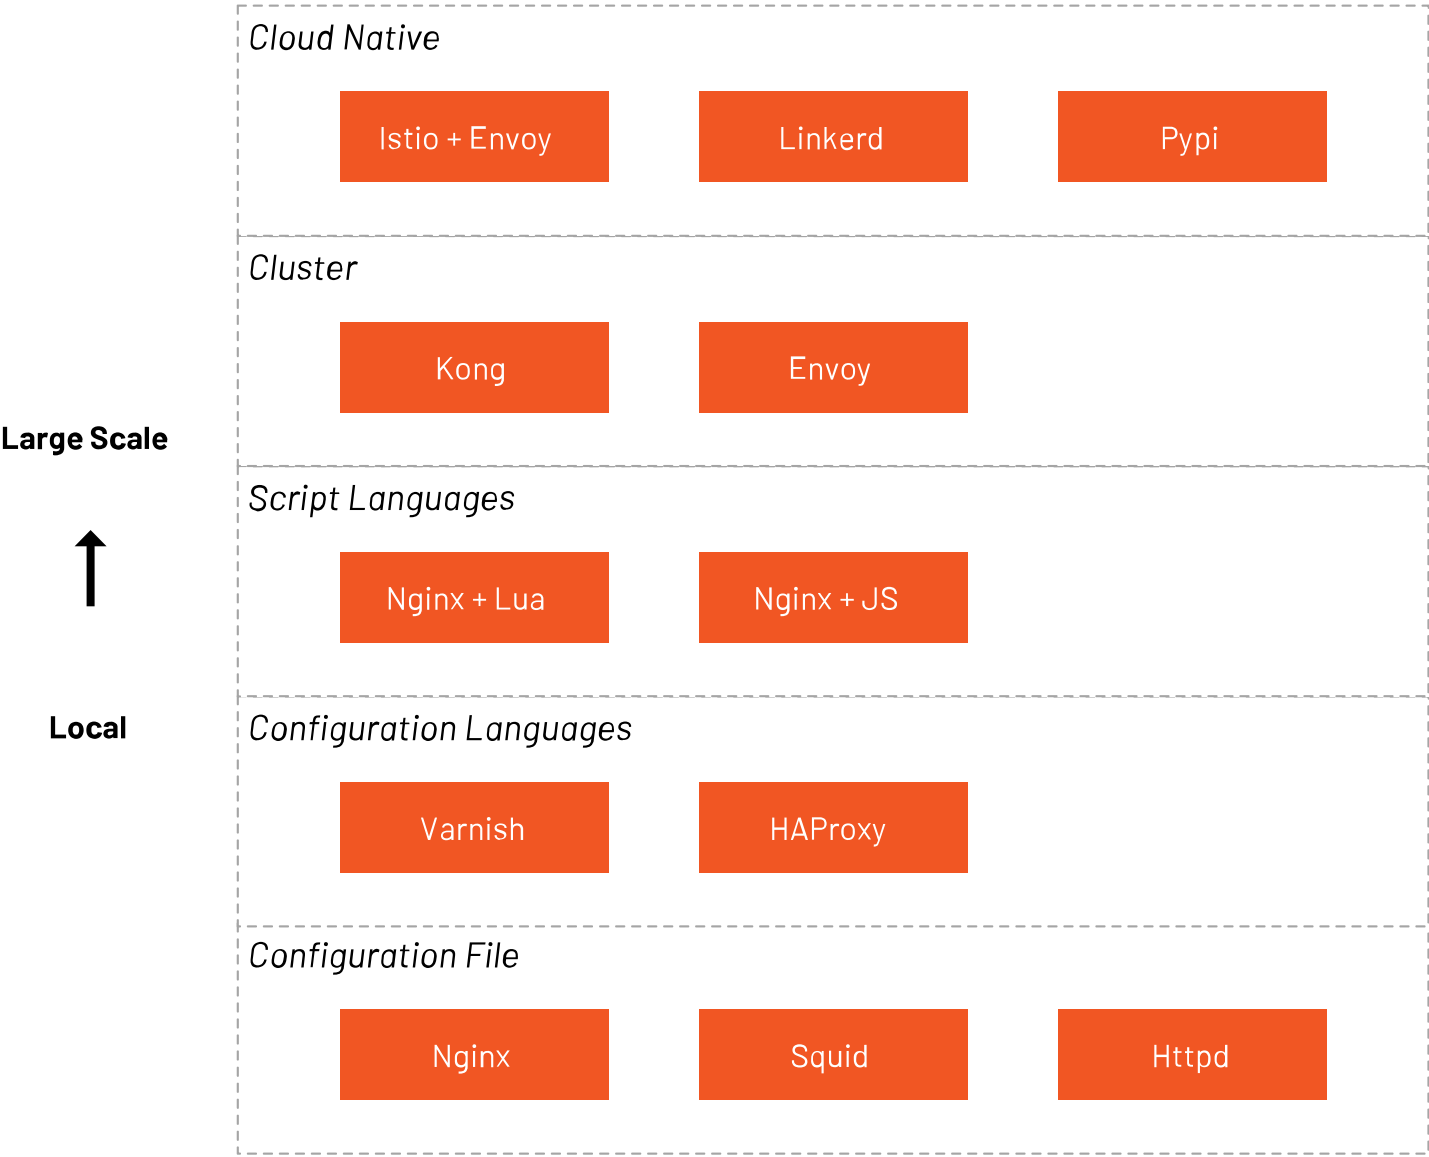 Cloud Native
Istio + Envoy
Linkerd
Pypi
Cluster
Kong
Envoy
Large Scale
Script Languages
Nginx + Lua
Nginx + JS
Local
Configuration Languages
Varnish
HAProxy
Configuration File
Nginx
Squid
Httpd